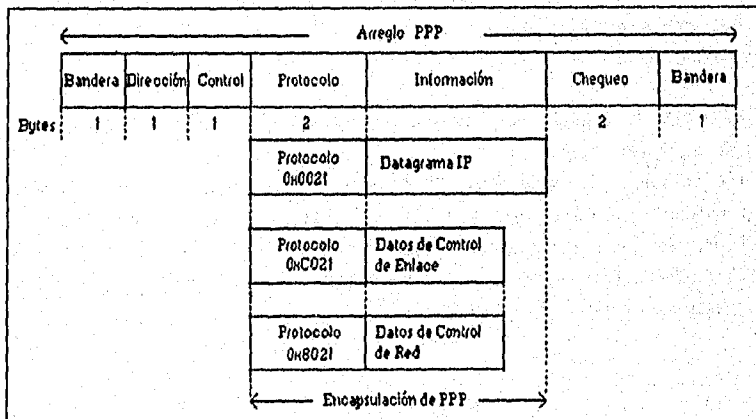 Arreglo PPP
Bandera Dirección Control Protocolo Información Chequeo Bandera
Bytes 1 1 1 2 2 1
Protocolo 0x0021 Datagrama IP
Protocolo 0xC021 Datos de Control de Enlace
Protocolo 0x8021 Datos de Control de Red
Encapsulación de PPP